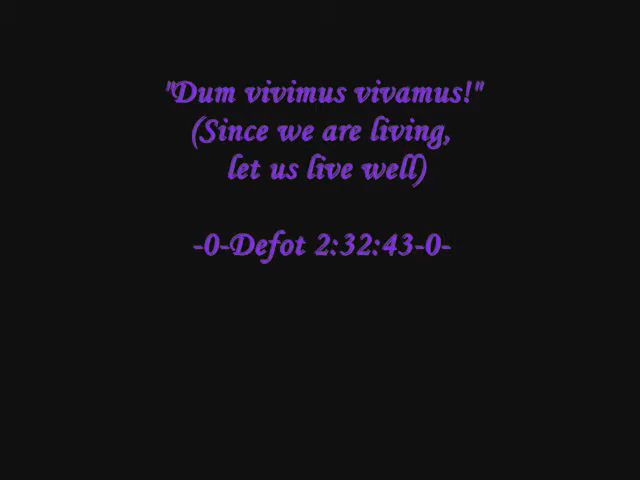 "Dum vivimus vivamus!"
(Since we are living,
let us live well)
-0-Defot 2:32:43-0-